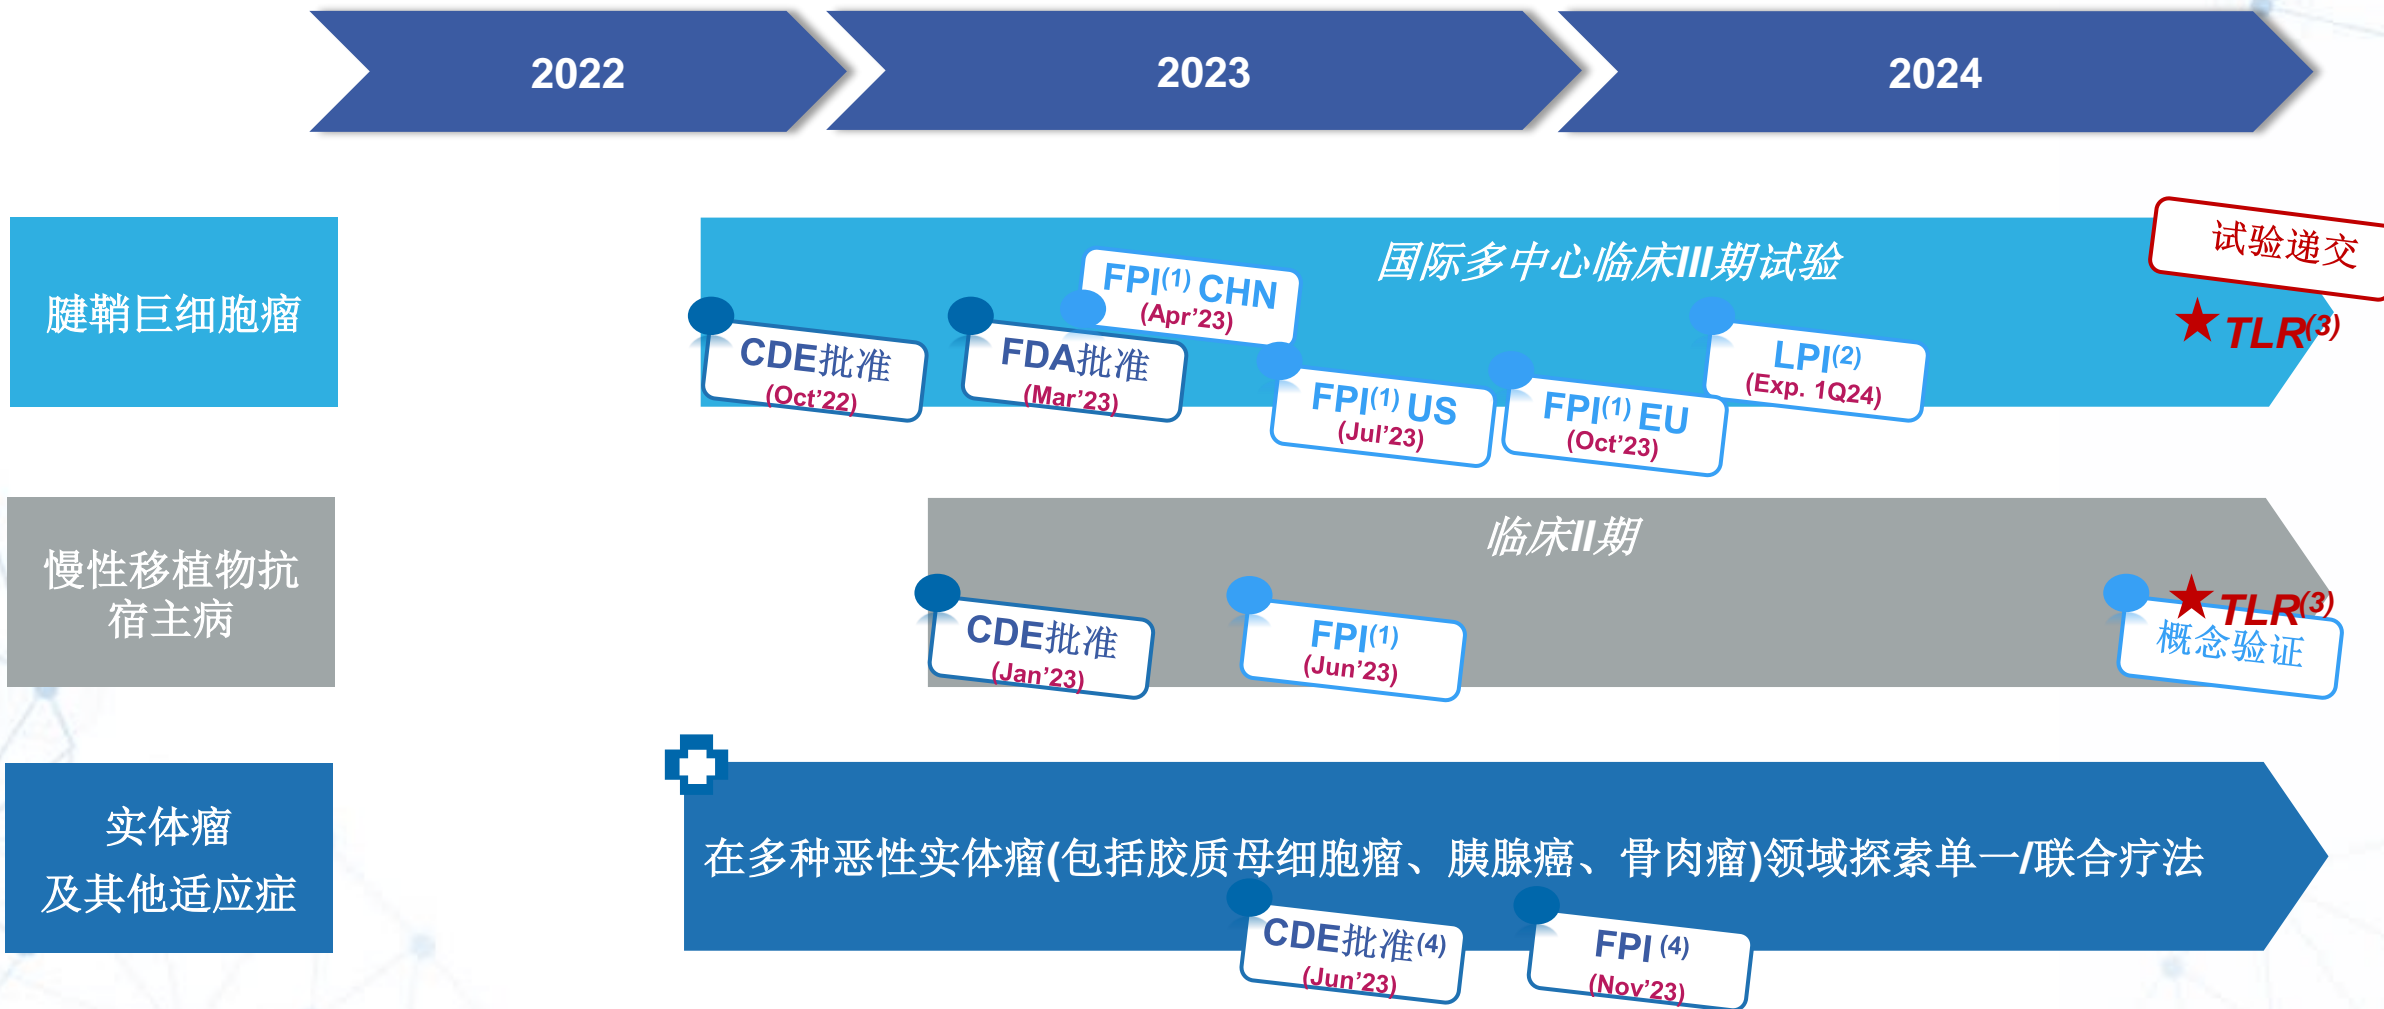 2022
2023
2024
腱鞘巨细胞瘤
国际多中心临床III期试验
试验递交
FPI(1) CHN
(Apr'23)
CDE批准
(Oct'22)
FDA批准
(Mar'23)
FPI(1) US
(Jul'23)
FPI(1) EU
(Oct'23)
LPI(2)
(Exp. 1Q24)
TLR(3)
慢性移植物抗
宿主病
临床II期
CDE批准
(Jan'23)
FPI(1)
(Jun'23)
TLR(3)
概念验证
实体瘤
及其他适应症
在多种恶性实体瘤(包括胶质母细胞瘤、胰腺癌、骨肉瘤)领域探索单一/联合疗法
CDE批准(4)
(Jun'23)
FPI (4)
(Nov'23)